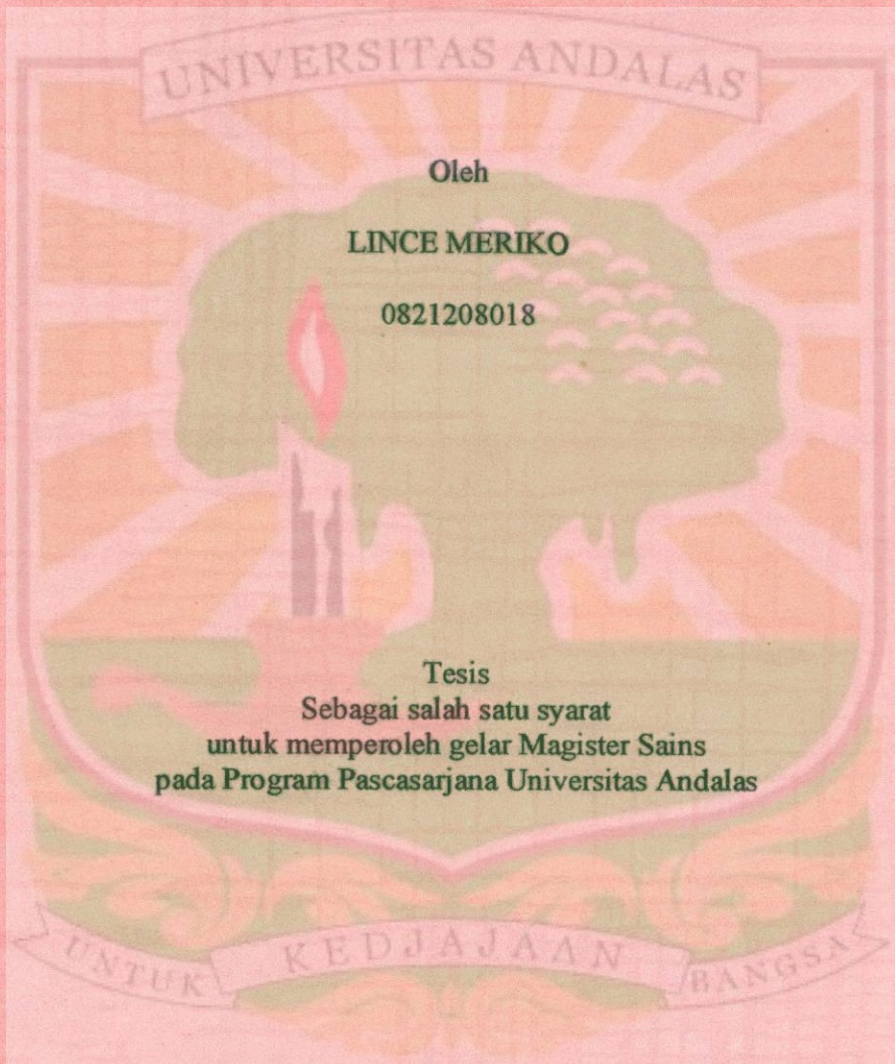 UNIVERSITAS ANDALAS
Oleh
LINCE MERIKO
0821208018
Tesis
Sebagai salah satu syarat
untuk memperoleh gelar Magister Sains
pada Program Pascasarjana Universitas Andalas
UNTUK KEDJAJAAN BANGSA